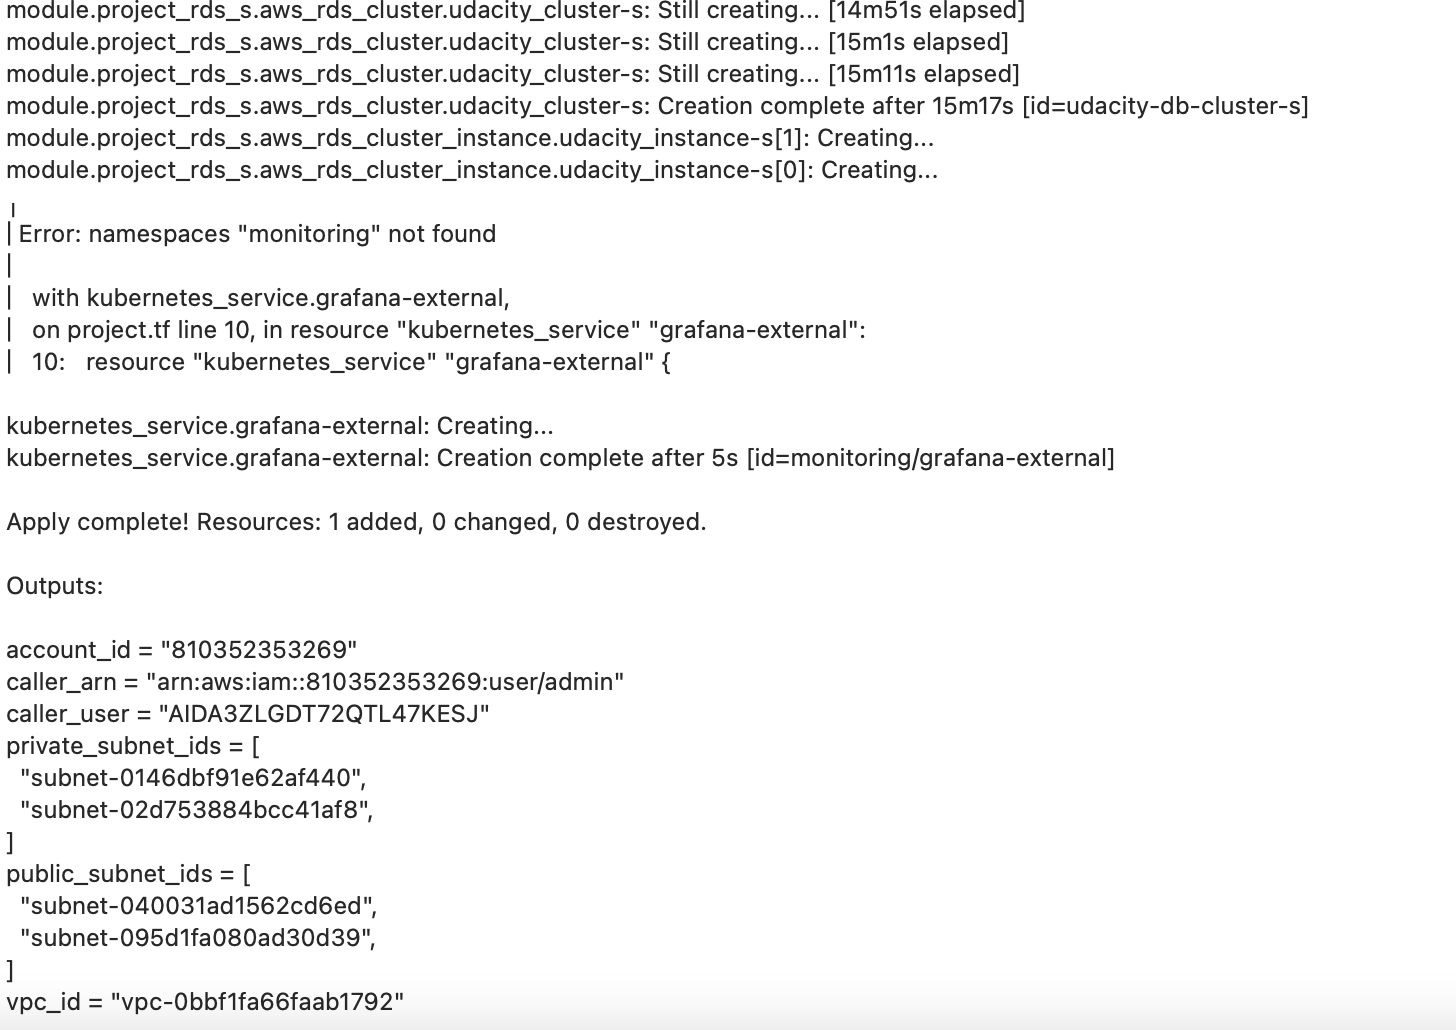 module.project_rds_s.aws_rds_cluster.udacity_cluster-s: Still creating... [14m51s elapsed]
module.project_rds_s.aws_rds_cluster.udacity_cluster-s: Still creating... [15m1s elapsed]
module.project_rds_s.aws_rds_cluster.udacity_cluster-s: Still creating... [15m11s elapsed]
module.project_rds_s.aws_rds_cluster.udacity_cluster-s: Creation complete after 15m17s [id=udacity-db-cluster-s]
module.project_rds_s.aws_rds_cluster_instance.udacity_instance-s[1]: Creating...
module.project_rds_s.aws_rds_cluster_instance.udacity_instance-s[0]: Creating...
╷
│ Error: namespaces "monitoring" not found
│
│   with kubernetes_service.grafana-external,
│   on project.tf line 10, in resource "kubernetes_service" "grafana-external":
│   10:   resource "kubernetes_service" "grafana-external" {
kubernetes_service.grafana-external: Creating...
kubernetes_service.grafana-external: Creation complete after 5s [id=monitoring/grafana-external]
Apply complete! Resources: 1 added, 0 changed, 0 destroyed.
Outputs:
account_id = "810352353269"
caller_arn = "arn:aws:iam::810352353269:user/admin"
caller_user = "AIDA3ZLGDT72QTL47KESJ"
private_subnet_ids = [
  "subnet-0146dbf91e62af440",
  "subnet-02d753884bcc41af8",
]
public_subnet_ids = [
  "subnet-040031ad1562cd6ed",
  "subnet-095d1fa080ad30d39",
]
vpc_id = "vpc-0bbf1fa66faab1792"